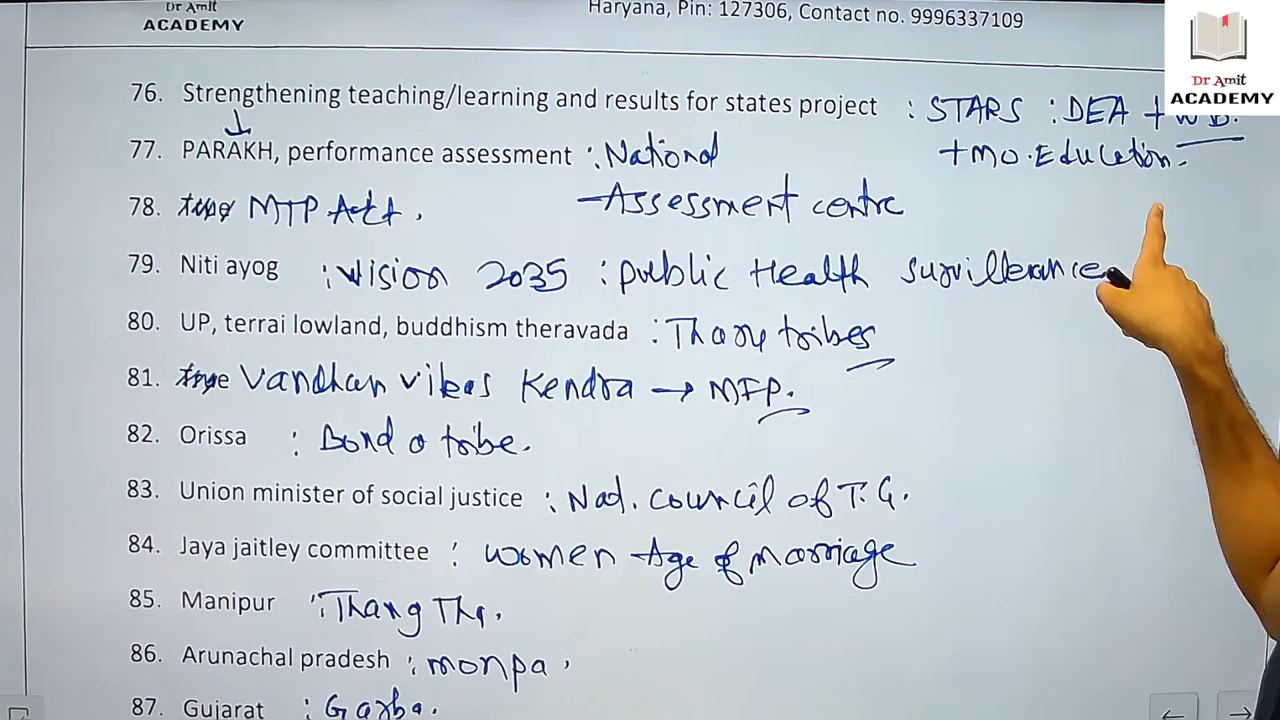 Dr Amit
ACADEMY
Haryana, Pin: 127306, Contact no. 9996337109
Dr Amit
ACADEMY
76. Strengthening teaching/learning and results for states project : STARS : DEA + W B.
+ Mo. Education.
77. PARAKH, performance assessment : National
Assessment centre
78. MTP Act.
79. Niti ayog : Vision 2035 : public Health survillerance
80. UP, terrai lowland, buddhism theravada : Tharu tribes
81. Vandhan vikas Kendra → MFP.
82. Orissa : Bonda tribe.
83. Union minister of social justice : Nat. council of T.G.
84. Jaya jaitley committee : women Age of Marriage
85. Manipur : Thang Tha.
86. Arunachal pradesh : monpa
87. Gujarat : Garba.